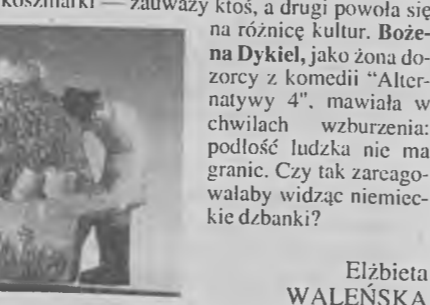 koszmarki — zauważy ktoś, a drugi powoła się
na różnicę kultur. Boże-
na Dykiel, jako żona do-
zorcy z komedii “Alter-
natywy 4", mawiała w
chwilach wzburzenia:
podłość ludzka nie ma
granic. Czy tak zareago-
wałaby widząc niemiec-
kie dzbanki?
Elżbieta
WALEŃSKA